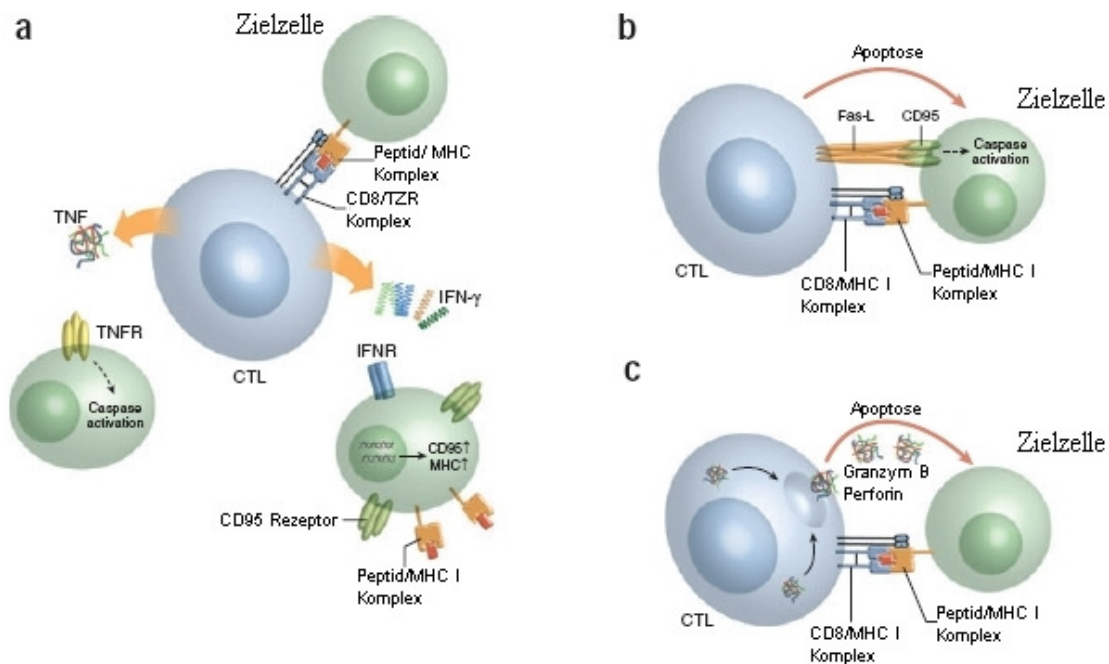 a
Zielzelle
Peptid/ MHC
Komplex
CD8/TZR
Komplex
TNF
IFN-γ
TNFR
CTL
IFNR
Caspase
activation
CD95↑
MHC↑
CD95 Rezeptor
Peptid/MHC I
Komplex
b
Apoptose
Zielzelle
Fas-L
CD95
Caspase
activation
CTL
CD8/MHC I
Komplex
Peptid/MHC I
Komplex
c
Apoptose
Zielzelle
Granzym B
Perforin
CTL
CD8/MHC I
Komplex
Peptid/MHC I
Komplex